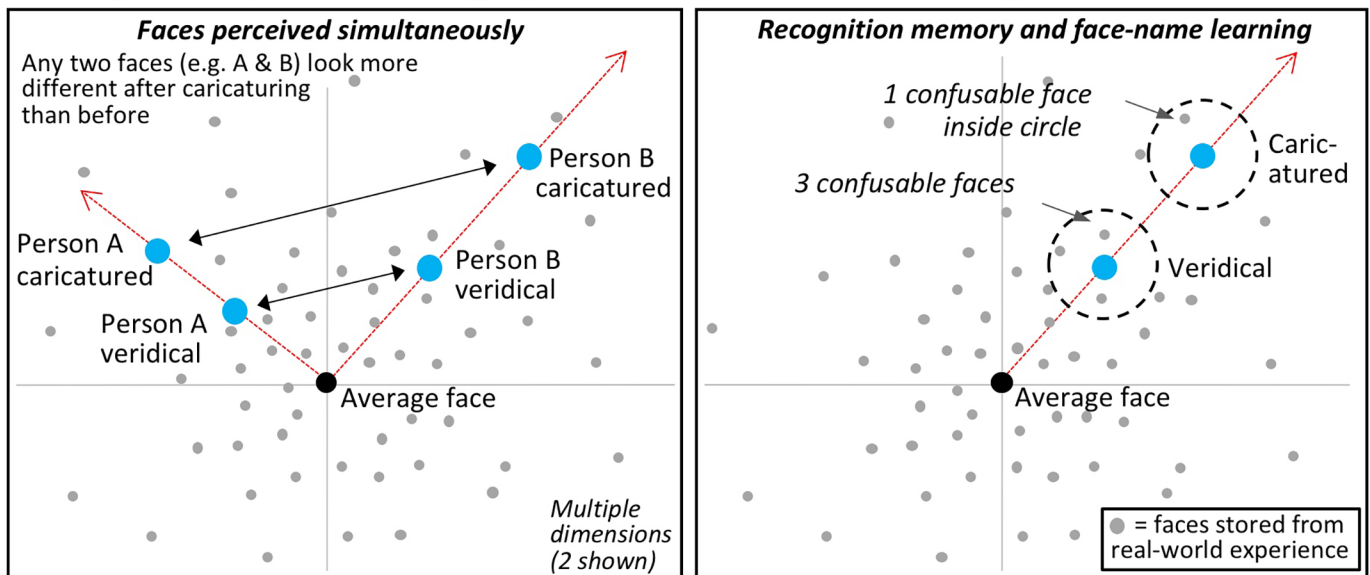 Faces perceived simultaneously
Any two faces (e.g. A & B) look more
different after caricaturing
than before
Person B
caricatured
Person A
caricatured
Person B
veridical
Person A
veridical
Average face
Multiple
dimensions
(2 shown)
Recognition memory and face-name learning
1 confusable face
inside circle
Caric-
atured
3 confusable faces
Veridical
Average face
= faces stored from
real-world experience